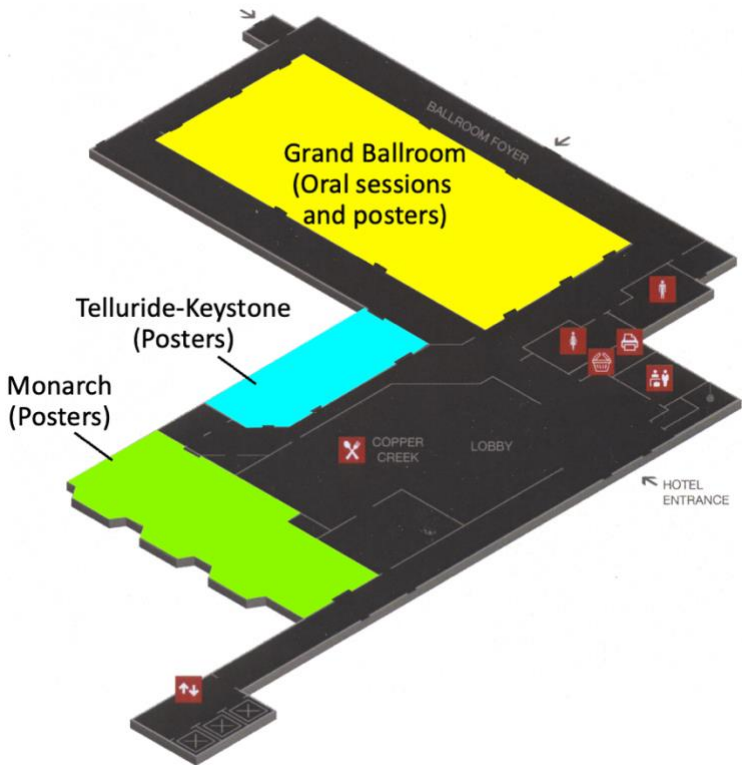 BALLROOM FOYER
Grand Ballroom
(Oral sessions
and posters)
Telluride-Keystone
(Posters)
Monarch
(Posters)
COPPER
CREEK
LOBBY
HOTEL
ENTRANCE